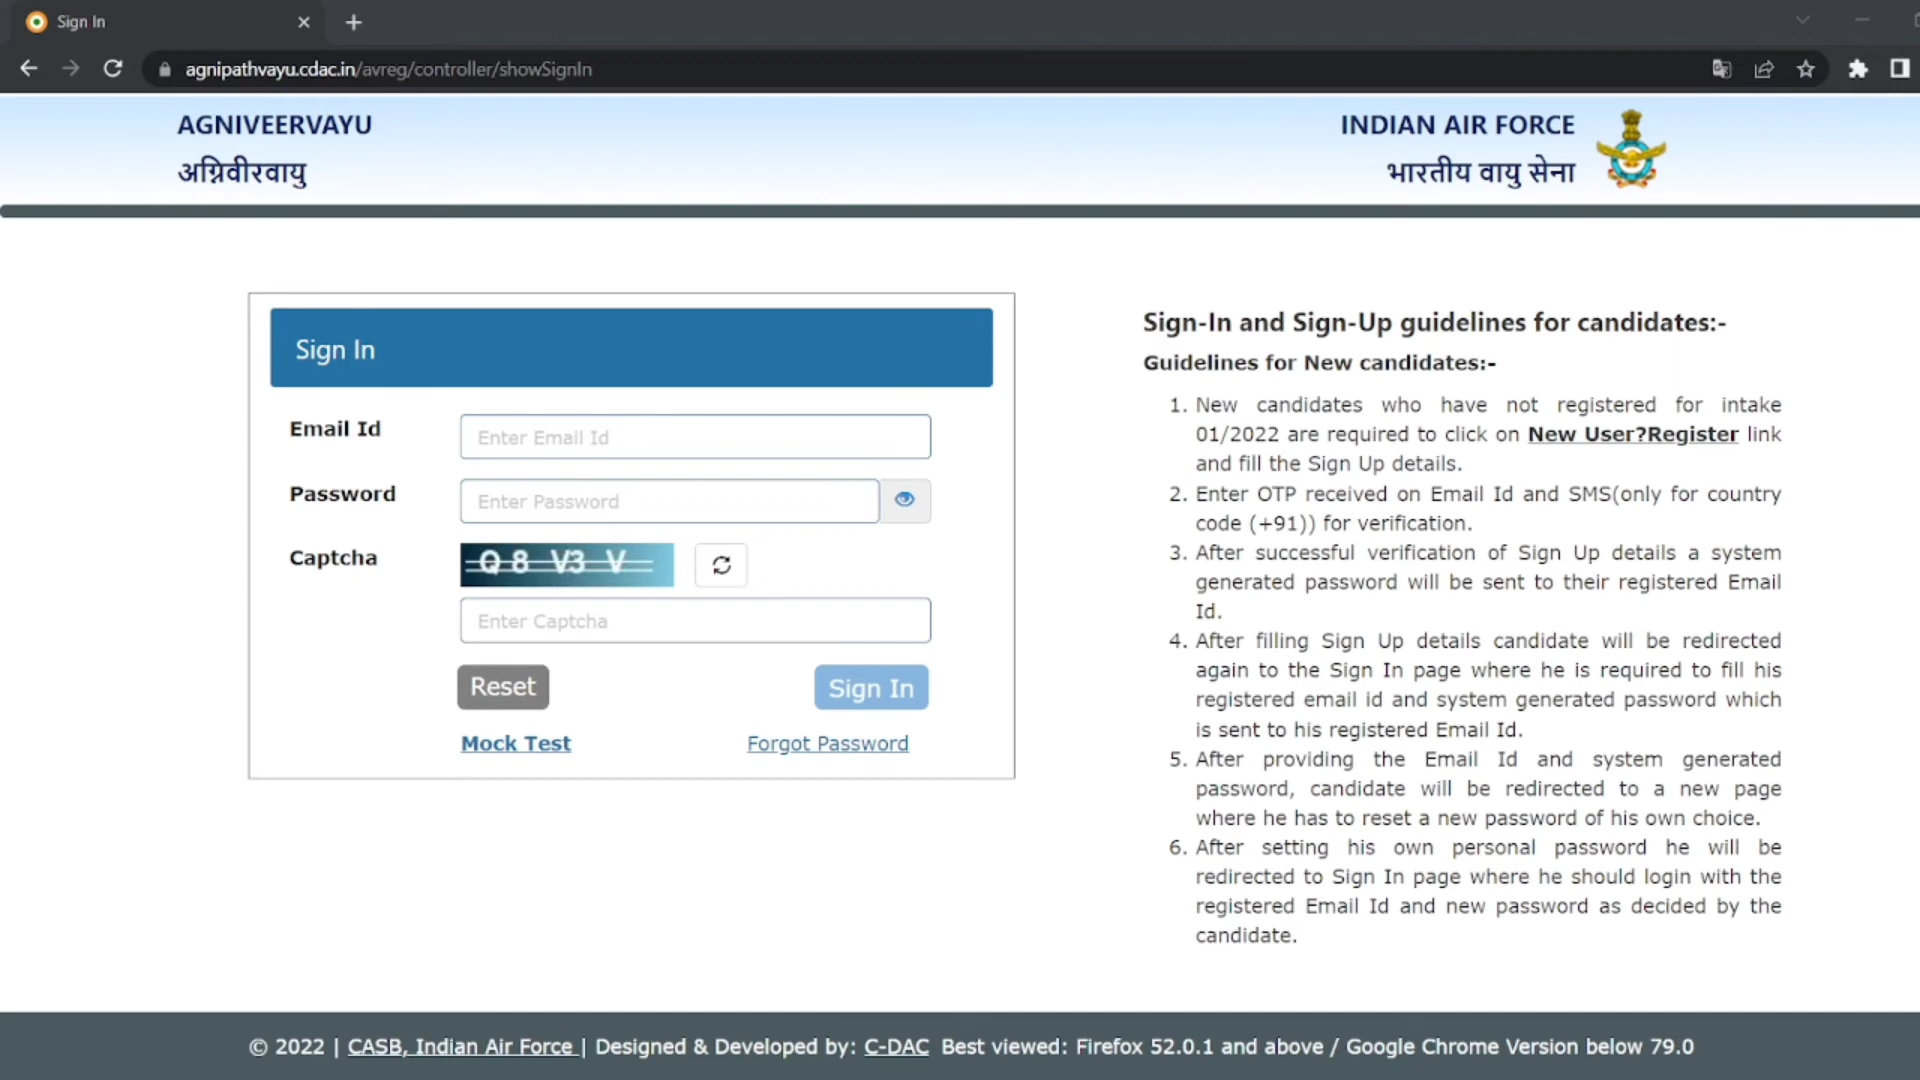 Sign In
agnipathvayu.cdac.in/avreg/controller/showSignIn
AGNIVEERVAYU
अग्निवीरवायु
INDIAN AIR FORCE
भारतीय वायु सेना
Sign In
Email Id
Enter Email Id
Password
Enter Password
Captcha
Q 8 V3 V
Enter Captcha
Reset
Sign In
Mock Test
Forgot Password
Sign-In and Sign-Up guidelines for candidates:-
Guidelines for New candidates:-
1. New candidates who have not registered for intake
01/2022 are required to click on New User?Register link
and fill the Sign Up details.
2. Enter OTP received on Email Id and SMS(only for country
code (+91)) for verification.
3. After successful verification of Sign Up details a system
generated password will be sent to their registered Email
Id.
4. After filling Sign Up details candidate will be redirected
again to the Sign In page where he is required to fill his
registered email id and system generated password which
is sent to his registered Email Id.
5. After providing the Email Id and system generated
password, candidate will be redirected to a new page
where he has to reset a new password of his own choice.
6. After setting his own personal password he will be
redirected to Sign In page where he should login with the
registered Email Id and new password as decided by the
candidate.
© 2022 | CASB, Indian Air Force | Designed & Developed by: C-DAC Best viewed: Firefox 52.0.1 and above / Google Chrome Version below 79.0